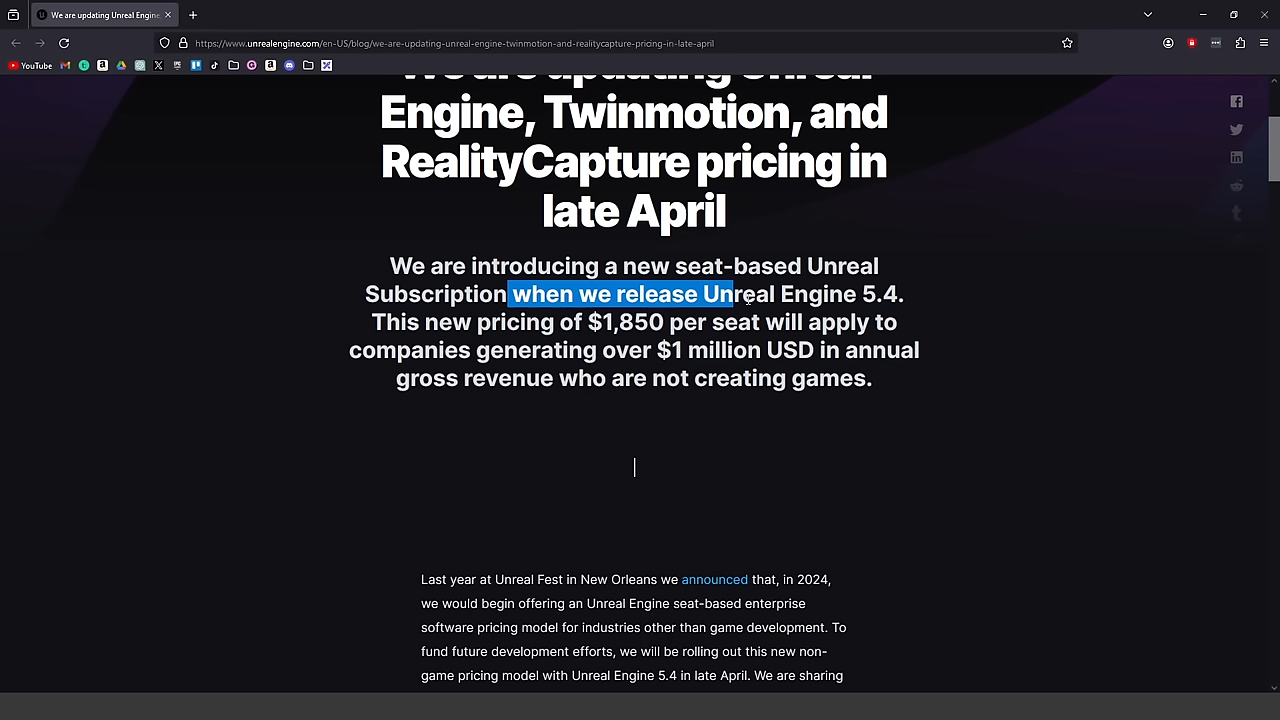 We are updating Unreal Engine
https://www.unrealengine.com/en-US/blog/we-are-updating-unreal-engine-twinmotion-and-realitycapture-pricing-in-late-april
YouTube
We are updating Unreal
Engine, Twinmotion, and
RealityCapture pricing in
late April
We are introducing a new seat-based Unreal
Subscription when we release Unreal Engine 5.4.
This new pricing of $1,850 per seat will apply to
companies generating over $1 million USD in annual
gross revenue who are not creating games.
Last year at Unreal Fest in New Orleans we announced that, in 2024,
we would begin offering an Unreal Engine seat-based enterprise
software pricing model for industries other than game development. To
fund future development efforts, we will be rolling out this new non-
game pricing model with Unreal Engine 5.4 in late April. We are sharing